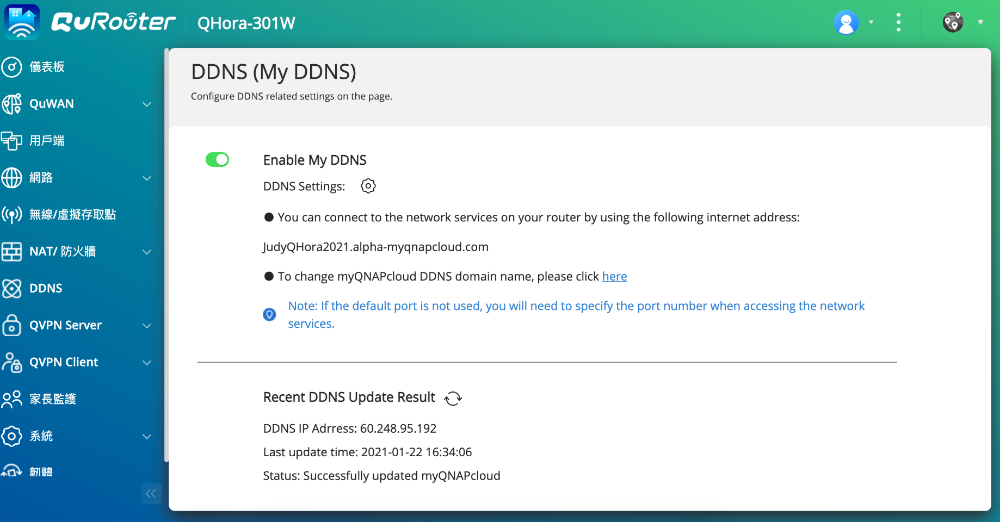 QuRouter
QHora-301W
儀表板
QuWAN
用戶端
網路
無線/虛擬存取點
NAT/ 防火牆
DDNS
QVPN Server
QVPN Client
家長監護
系統
韌體
DDNS (My DDNS)
Configure DDNS related settings on the page.
Enable My DDNS
DDNS Settings:
● You can connect to the network services on your router by using the following internet address:
JudyQHora2021.alpha-myqnapcloud.com
● To change myQNAPcloud DDNS domain name, please click here
Note: If the default port is not used, you will need to specify the port number when accessing the network
services.
Recent DDNS Update Result
DDNS IP Adrress: 60.248.95.192
Last update time: 2021-01-22 16:34:06
Status: Successfully updated myQNAPcloud